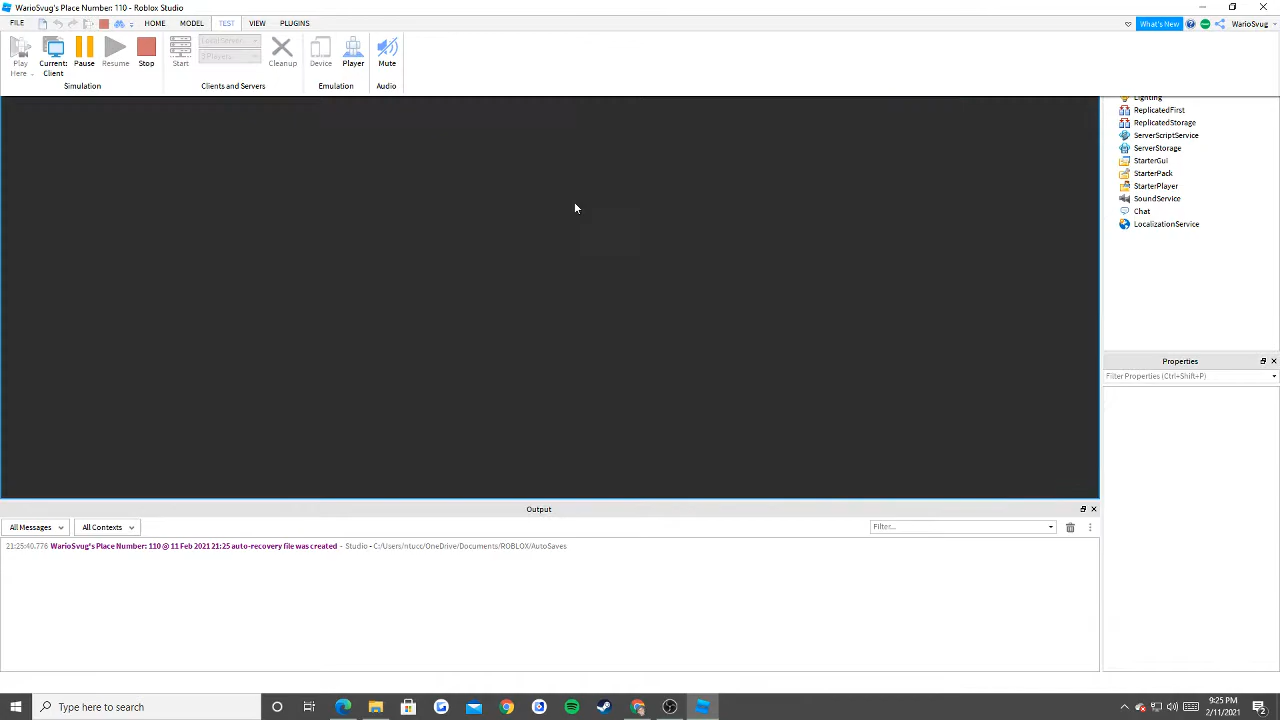 WarioSvug's Place Number: 110 - Roblox Studio
FILE HOME MODEL TEST VIEW PLUGINS What's New WarioSvug
Play Here Current: Client Pause Resume Stop Start Local Server Cleanup Device Player Mute
Simulation Clients and Servers Emulation Audio
Lighting
ReplicatedFirst
ReplicatedStorage
ServerScriptService
ServerStorage
StarterGui
StarterPack
StarterPlayer
SoundService
Chat
LocalizationService
Properties
Filter Properties (Ctrl+Shift+P)
Output
All Messages All Contexts Filter...
21:25:40.776 WarioSvug's Place Number: 110 @ 11 Feb 2021 21:25 auto-recovery file was created - Studio - C:/Users/ntucc/OneDrive/Documents/ROBLOX/AutoSaves
Type here to search
9:25 PM
2/11/2021
2